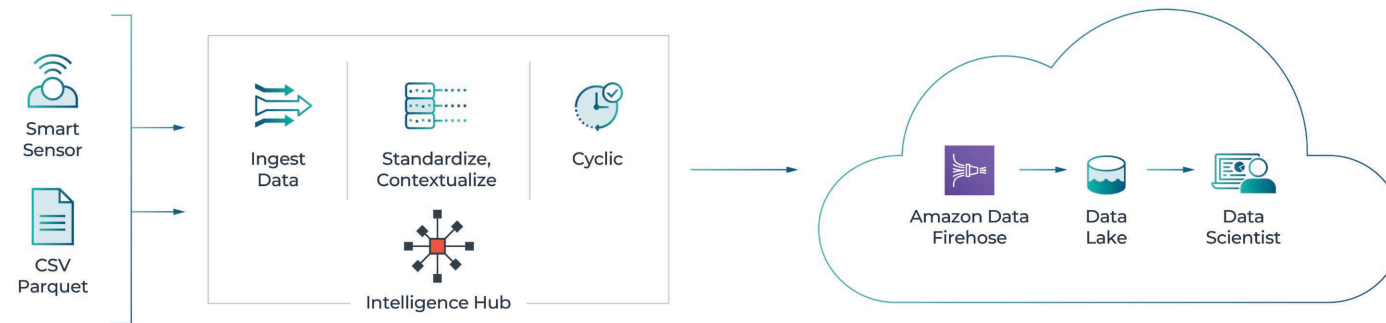 Smart
Sensor
CSV
Parquet
Ingest
Data
Standardize,
Contextualize
Cyclic
Intelligence Hub
Amazon Data
Firehose
Data
Lake
Data
Scientist